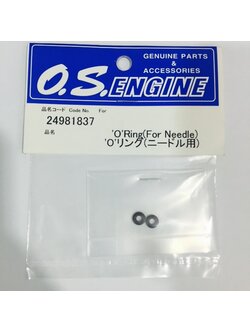 GENUINE PARTS
&
ACCESSORIES
O.S.ENGINE
品名コード Code No. For
24981837
品名
'O'Ring(For Needle)
'O'リング(ニードル用)